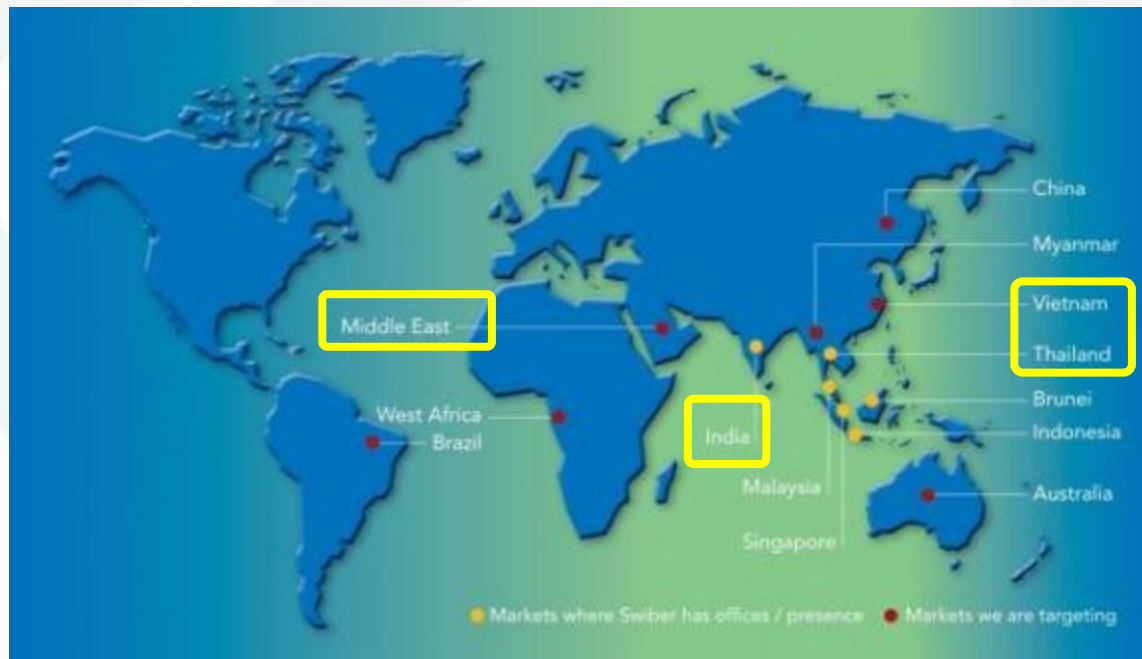 China
Myanmar
Vietnam
Middle East
Thailand
Brunei
West Africa
Indonesia
India
Brazil
Malaysia
Australia
Singapore
Markets where Swiber has offices / presence
Markets we are targeting